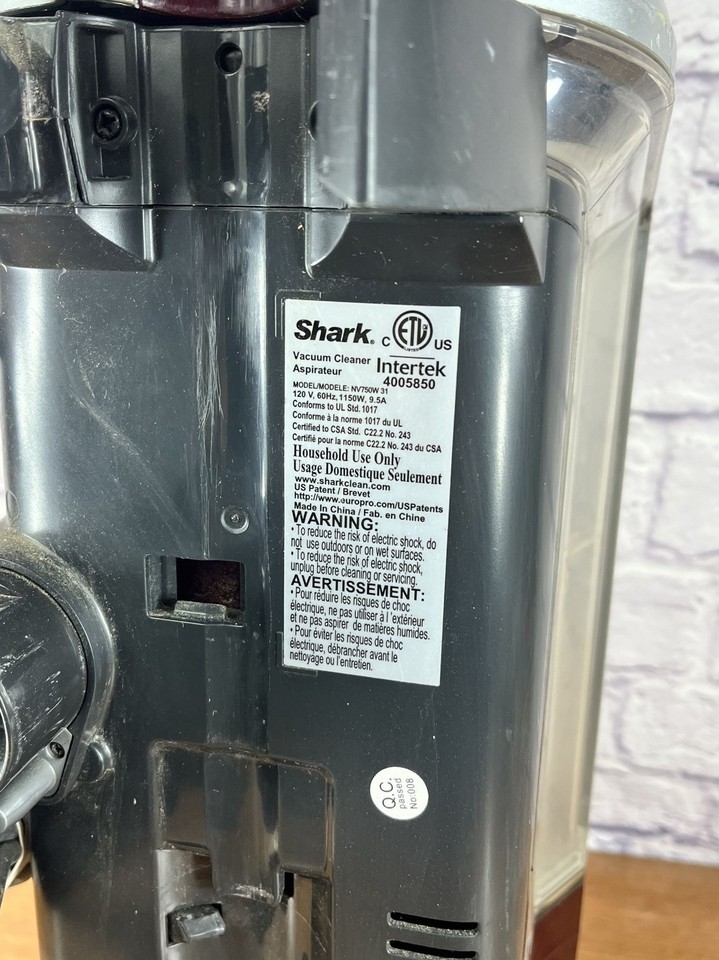 Shark®
C ETL US
LISTED
Vacuum Cleaner
Aspirateur
Intertek
4005850
MODEL/MODELE: NV750W 31
120 V, 60Hz, 1150W, 9.5A
Conforms to UL Std. 1017
Conforme à la norme 1017 du UL
Certified to CSA Std. C22.2 No. 243
Certifié pour la norme C22.2 No. 243 du CSA
Household Use Only
Usage Domestique Seulement
www.sharkclean.com
US Patent / Brevet
http://www.europro.com/USPatents
Made In China / Fab. en Chine
WARNING:
• To reduce the risk of electric shock, do
not use outdoors or on wet surfaces.
• To reduce the risk of electric shock,
unplug before cleaning or servicing.
AVERTISSEMENT:
• Pour réduire les risques de choc
électrique, ne pas utiliser à l'extérieur
et ne pas aspirer de matières humides.
• Pour éviter les risques de choc
électrique, débrancher avant le
nettoyage ou l'entretien.
Q.C.
passed
No:008